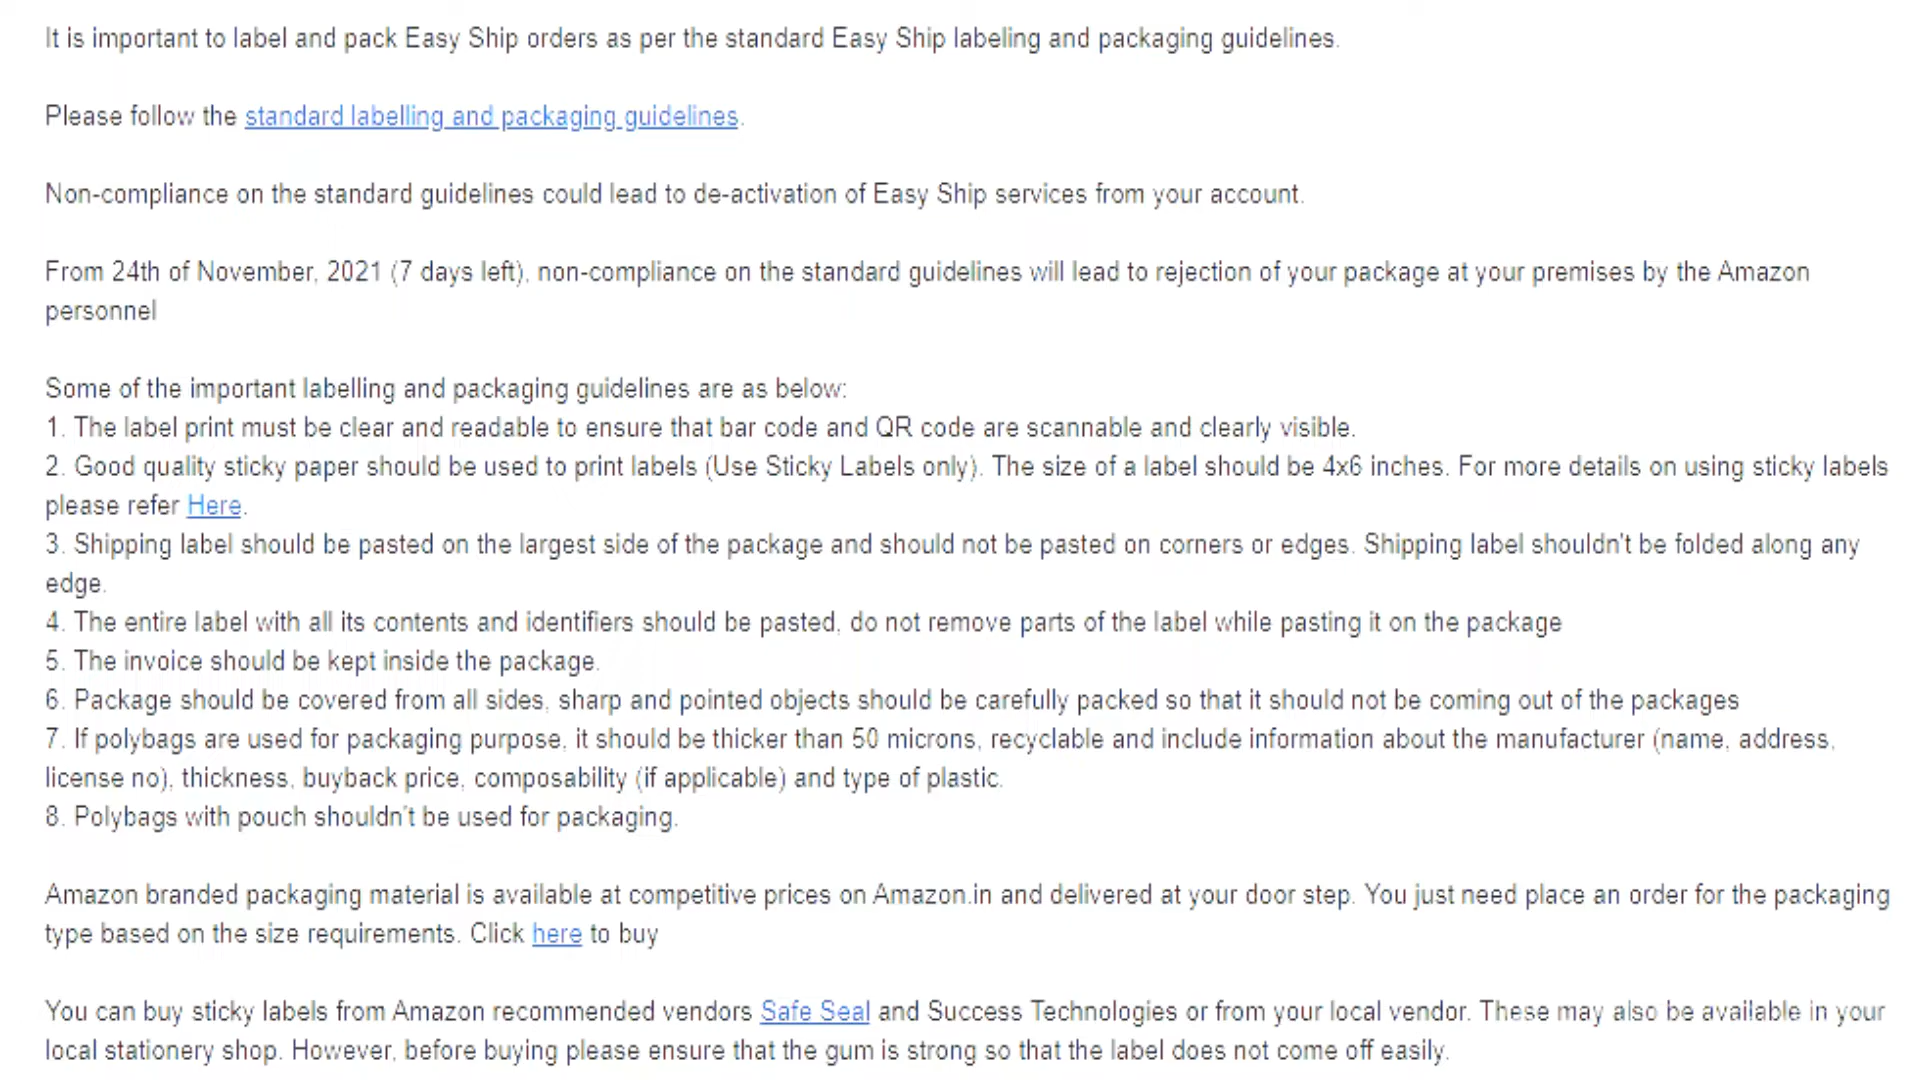 It is important to label and pack Easy Ship orders as per the standard Easy Ship labeling and packaging guidelines.
Please follow the standard labelling and packaging guidelines.
Non-compliance on the standard guidelines could lead to de-activation of Easy Ship services from your account.
From 24th of November, 2021 (7 days left), non-compliance on the standard guidelines will lead to rejection of your package at your premises by the Amazon
personnel
Some of the important labelling and packaging guidelines are as below:
1. The label print must be clear and readable to ensure that bar code and QR code are scannable and clearly visible.
2. Good quality sticky paper should be used to print labels (Use Sticky Labels only). The size of a label should be 4x6 inches. For more details on using sticky labels
please refer Here.
3. Shipping label should be pasted on the largest side of the package and should not be pasted on corners or edges. Shipping label shouldn't be folded along any
edge.
4. The entire label with all its contents and identifiers should be pasted, do not remove parts of the label while pasting it on the package
5. The invoice should be kept inside the package.
6. Package should be covered from all sides, sharp and pointed objects should be carefully packed so that it should not be coming out of the packages
7. If polybags are used for packaging purpose, it should be thicker than 50 microns, recyclable and include information about the manufacturer (name, address,
license no), thickness, buyback price, composability (if applicable) and type of plastic.
8. Polybags with pouch shouldn't be used for packaging.
Amazon branded packaging material is available at competitive prices on Amazon.in and delivered at your door step. You just need place an order for the packaging
type based on the size requirements. Click here to buy
You can buy sticky labels from Amazon recommended vendors Safe Seal and Success Technologies or from your local vendor. These may also be available in your
local stationery shop. However, before buying please ensure that the gum is strong so that the label does not come off easily.